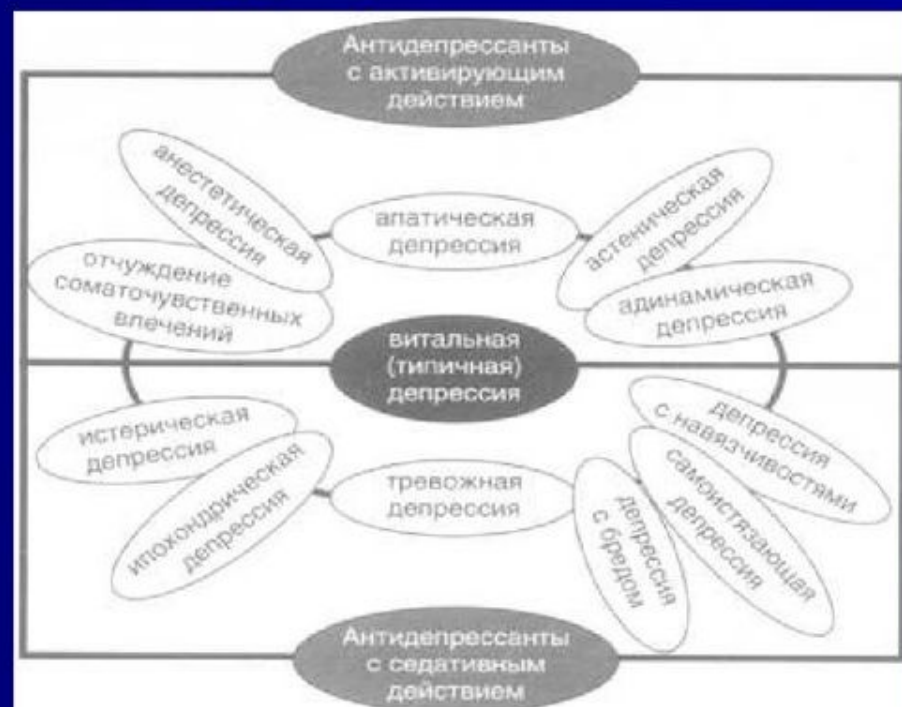 Антидепрессанты
с активирующим
действием
анестетическая
депрессия
апатическая
депрессия
астеническая
депрессия
отчуждение
соматочувственных
влечений
адинамическая
депрессия
витальная
(типичная)
депрессия
истерическая
депрессия
ипохондрическая
депрессия
тревожная
депрессия
депрессия
с бредом
самоистязающая
депрессия
депрессия
с навязчивостями
Антидепрессанты
с седативным
действием